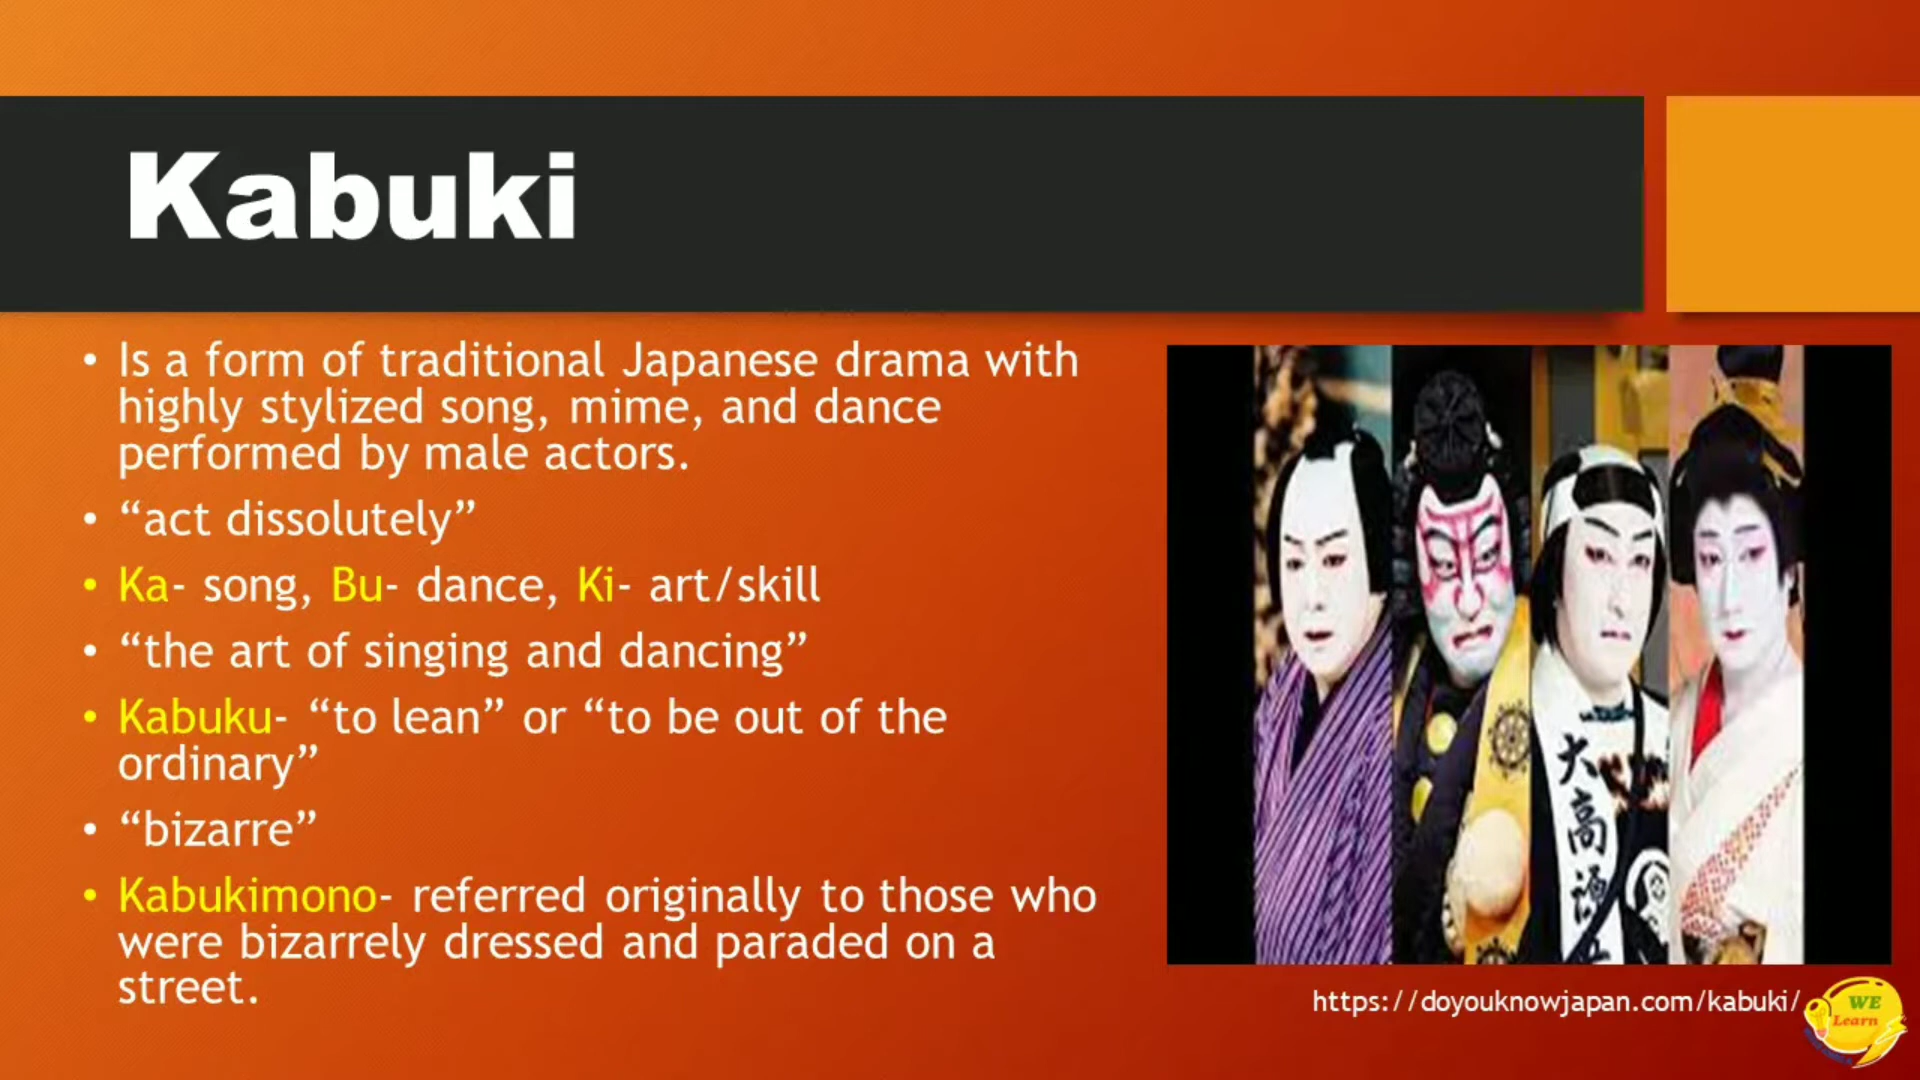 Kabuki
• Is a form of traditional Japanese drama with
highly stylized song, mime, and dance
performed by male actors.
• “act dissolutely”
• Ka- song, Bu- dance, Ki- art/skill
• “the art of singing and dancing”
• Kabuku- “to lean” or “to be out of the
ordinary”
• “bizarre”
• Kabukimono- referred originally to those who
were bizarrely dressed and paraded on a
street.
大
高
https://doyouknowjapan.com/kabuki/
WE
Learn